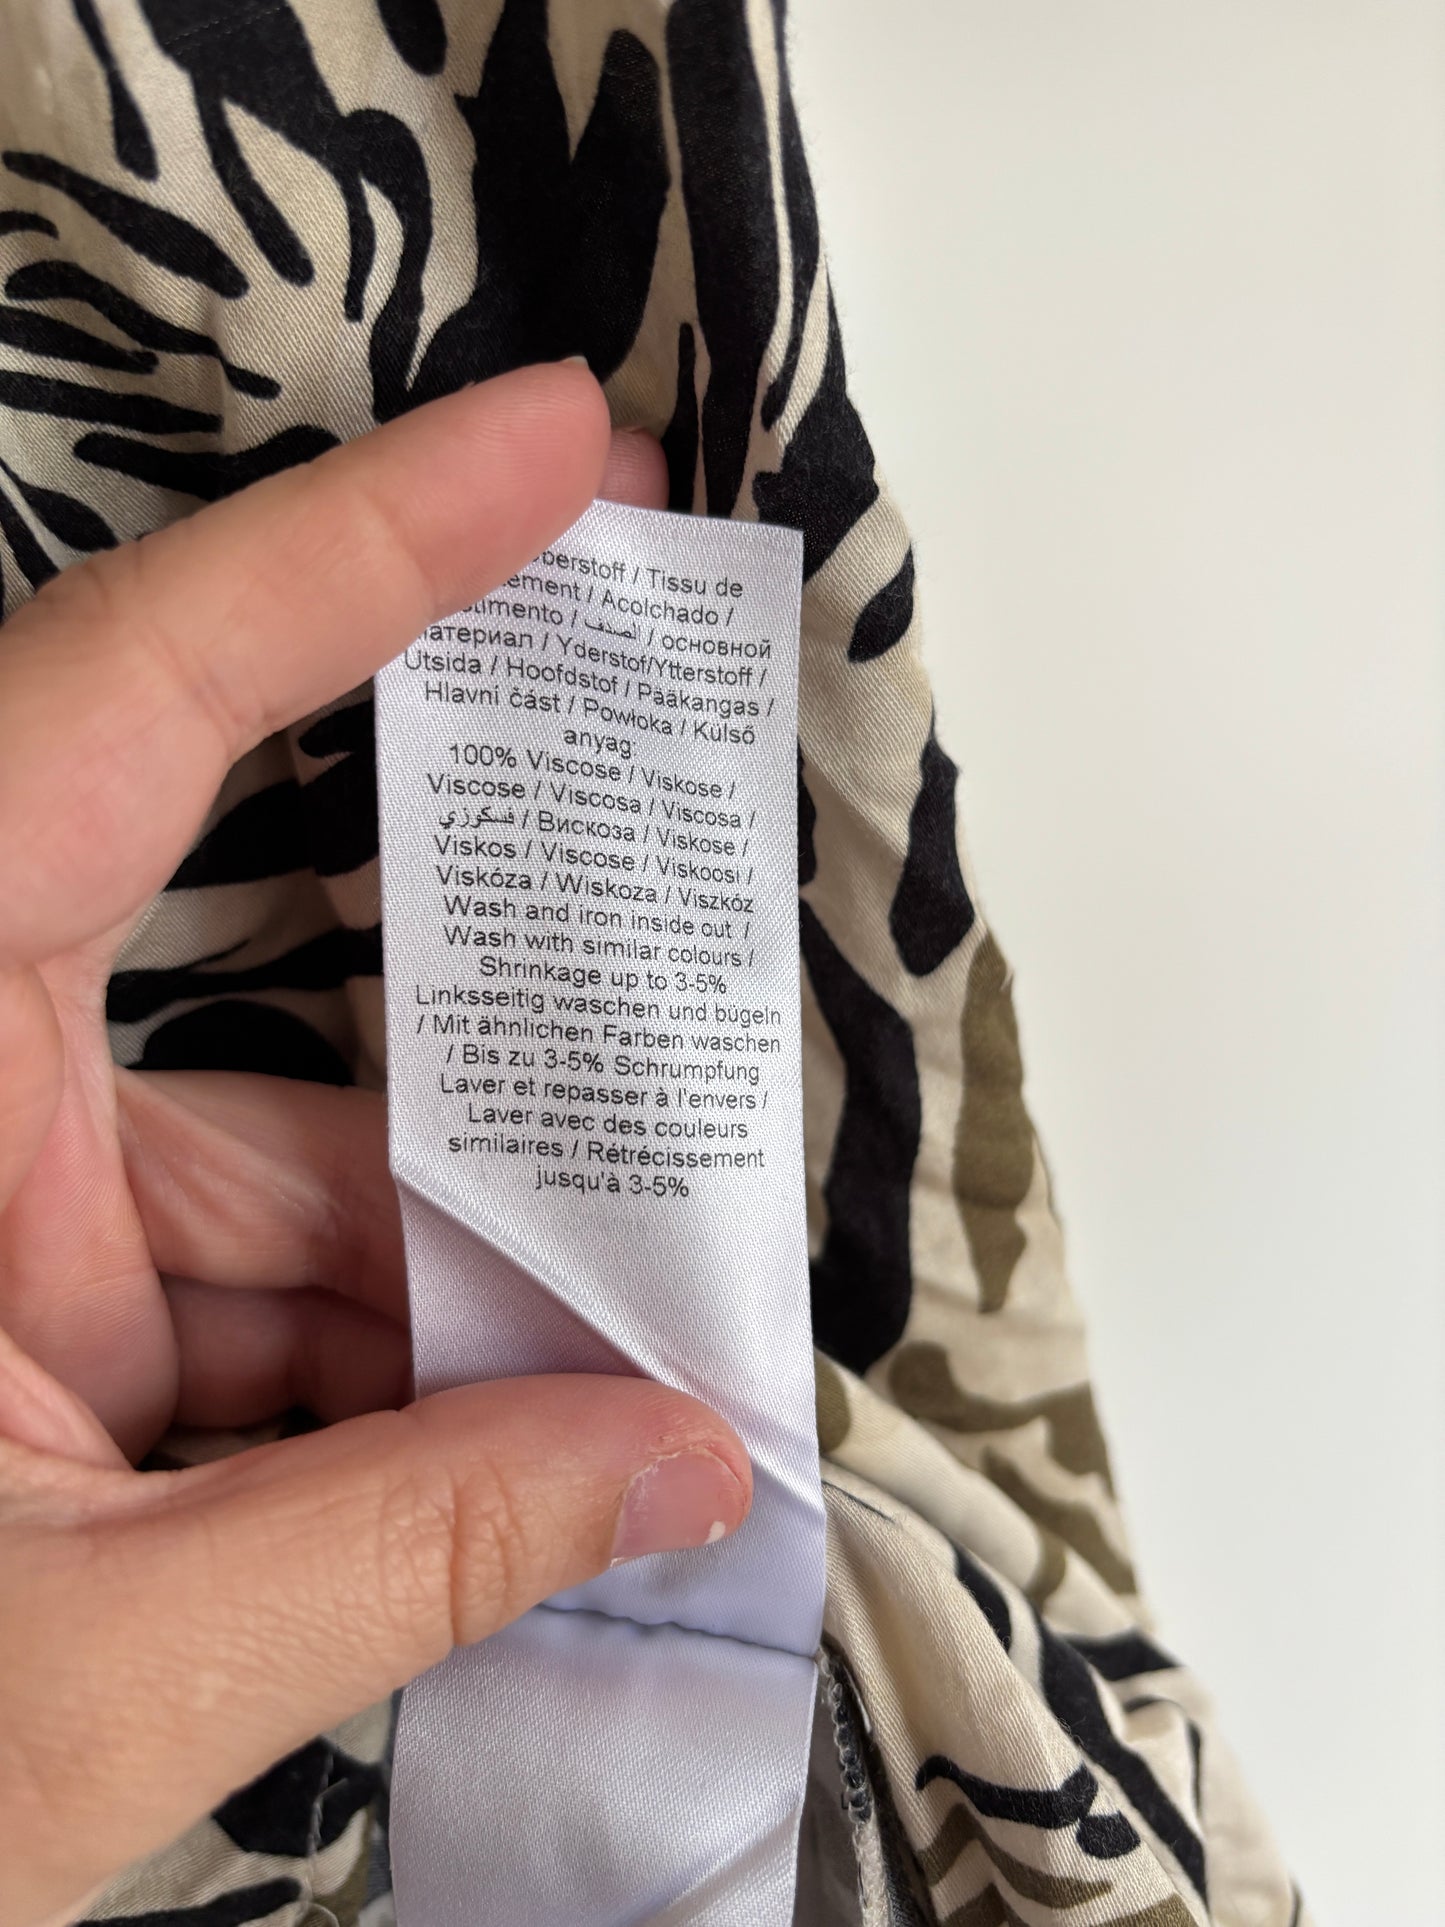 / Tissu de
/ Acolchado /
/ الصدف / основной
материал / Yderstof/Ytterstoff /
Utsida / Hoofdstof / Pääkangas /
Hlavní část / Powłoka / Külső
anyag:
100% Viscose / Viskose /
Viscose / Viscosa / Viscosa /
فسكوزي / Вискоза / Viskose /
Viskos / Viscose / Viskoosi /
Viskóza / Wiskoza / Viszkóz
Wash and iron inside out /
Wash with similar colours /
Shrinkage up to 3-5%
Linksseitig waschen und bügeln
/ Mit ähnlichen Farben waschen
/ Bis zu 3-5% Schrumpfung
Laver et repasser à l'envers /
Laver avec des couleurs
similaires / Rétrécissement
jusqu'à 3-5%